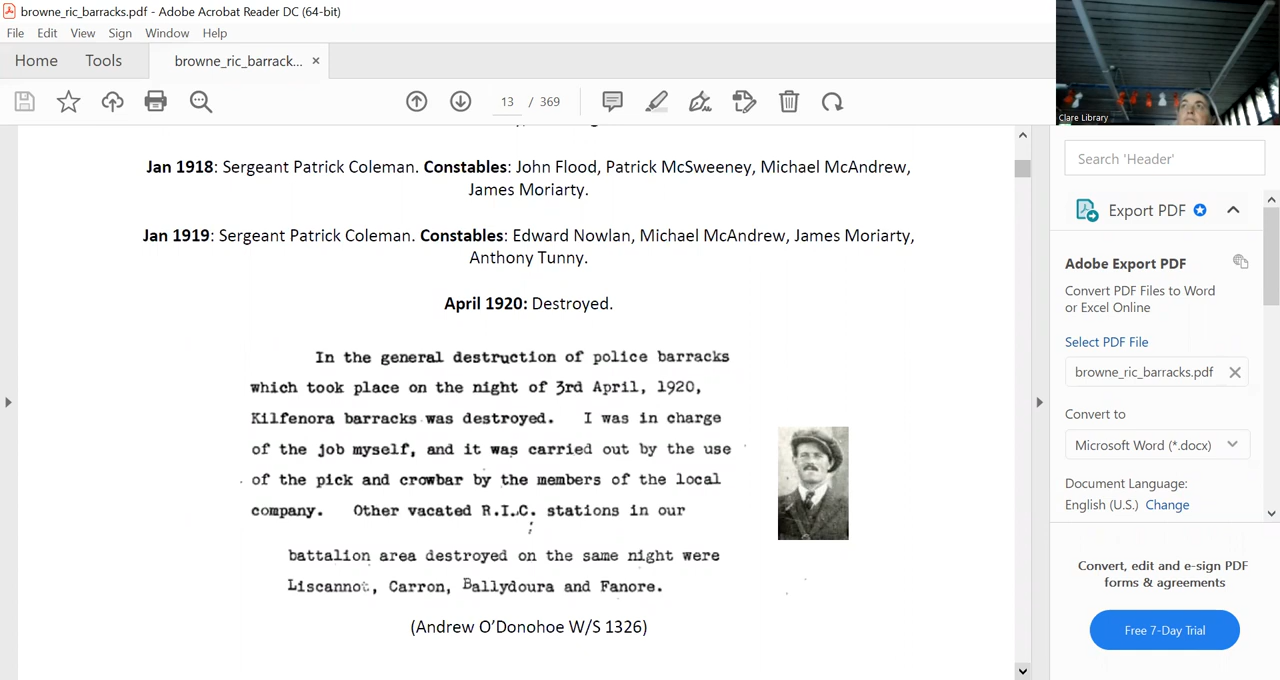 browne_ric_barracks.pdf - Adobe Acrobat Reader DC (64-bit)
File Edit View Sign Window Help
Home Tools browne_ric_barrack... ×
13 / 369
Clare Library
Jan 1918: Sergeant Patrick Coleman. Constables: John Flood, Patrick McSweeney, Michael McAndrew,
James Moriarty.
Jan 1919: Sergeant Patrick Coleman. Constables: Edward Nowlan, Michael McAndrew, James Moriarty,
Anthony Tunny.
April 1920: Destroyed.
In the general destruction of police barracks
which took place on the night of 3rd April, 1920,
Kilfenora barracks was destroyed. I was in charge
of the job myself, and it was carried out by the use
of the pick and crowbar by the members of the local
company. Other vacated R.I.C. stations in our
battalion area destroyed on the same night were
Liscannot, Carron, Ballydoura and Fanore.
(Andrew O’Donohoe W/S 1326)
Search 'Header'
Export PDF
Adobe Export PDF
Convert PDF Files to Word
or Excel Online
Select PDF File
browne_ric_barracks.pdf
Convert to
Microsoft Word (*.docx)
Document Language:
English (U.S.) Change
Convert, edit and e-sign PDF
forms & agreements
Free 7-Day Trial